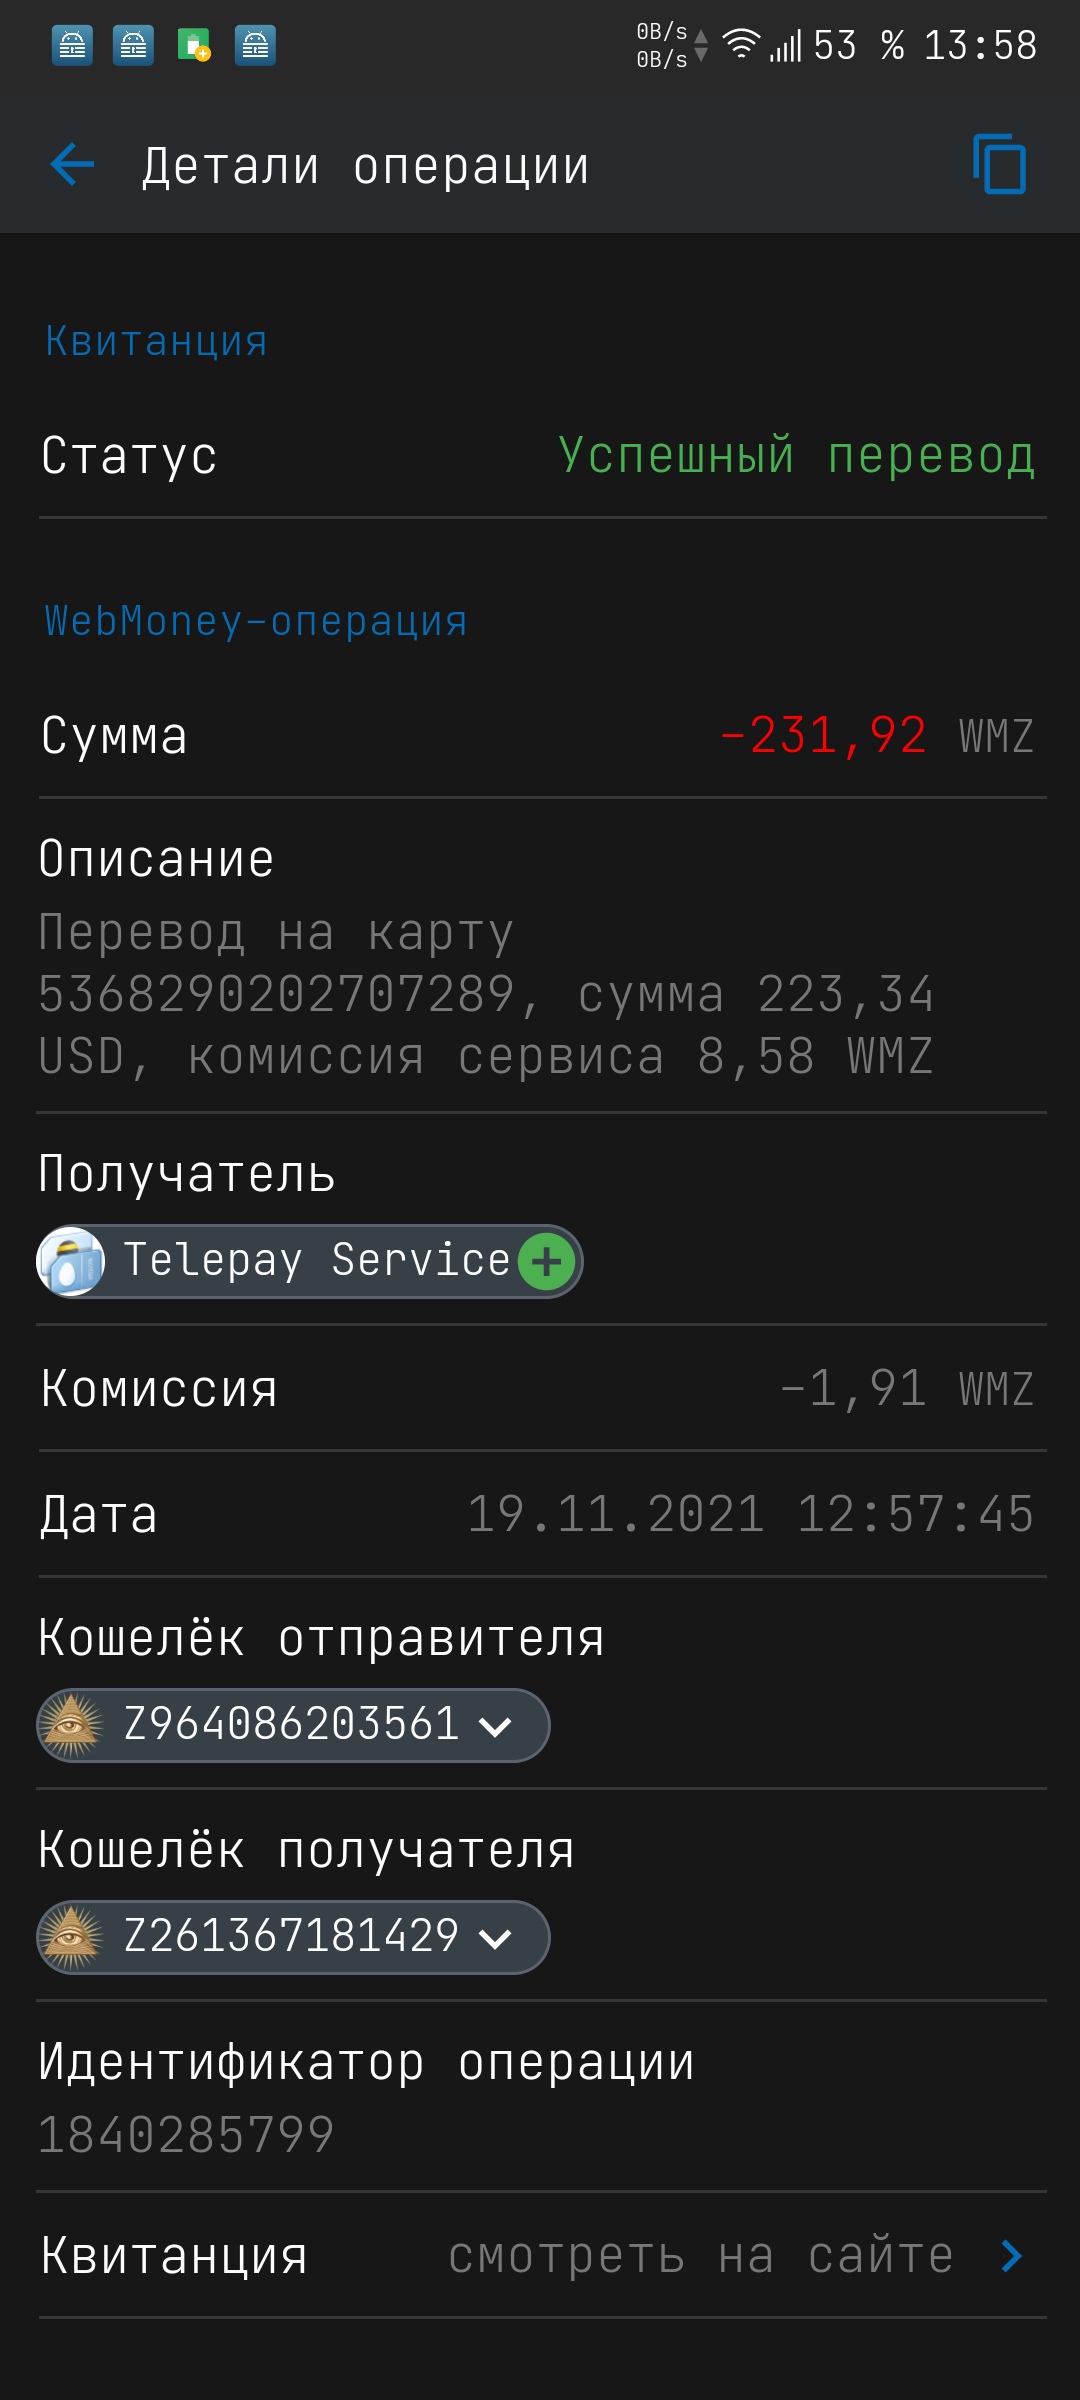 0B/s
0B/s
53 % 13:58
Детали операции
Квитанция
Статус Успешный перевод
WebMoney-операция
Сумма -231,92 WMZ
Описание
Перевод на карту
5368290202707289, сумма 223,34
USD, комиссия сервиса 8,58 WMZ
Получатель
Telepay Service
Комиссия -1,91 WMZ
Дата 19.11.2021 12:57:45
Кошелёк отправителя
Z964086203561
Кошелёк получателя
Z261367181429
Идентификатор операции
1840285799
Квитанция смотреть на сайте